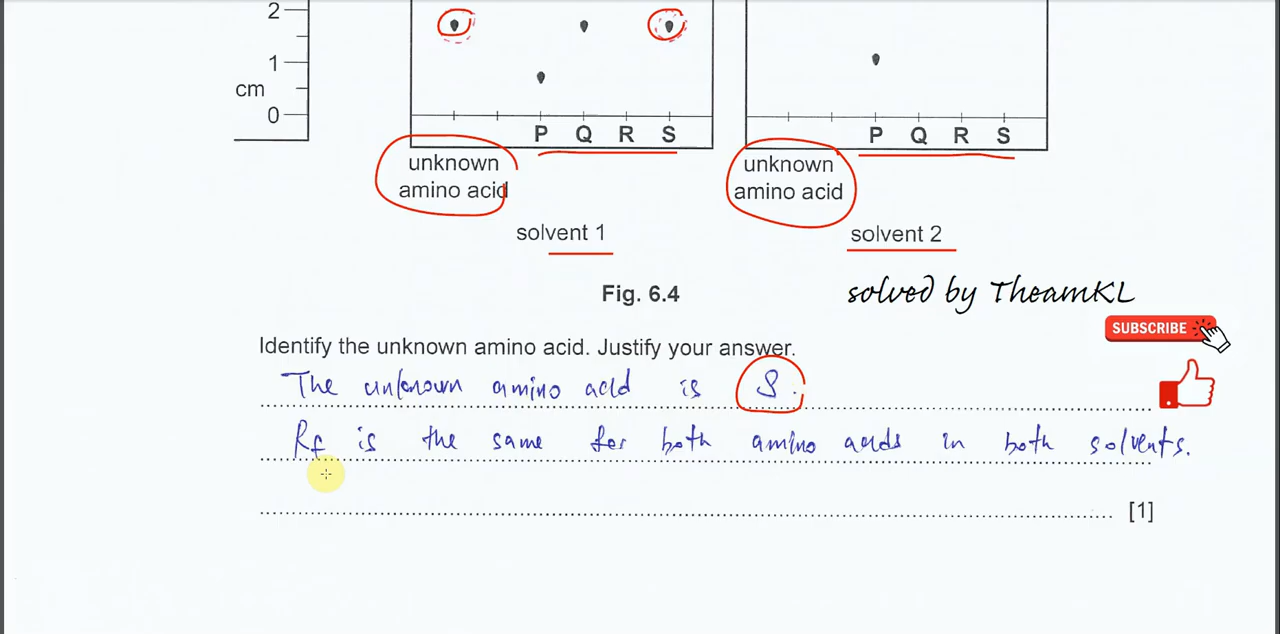 2
1
cm
0
P Q R S
P Q R S
unknown
amino acid
unknown
amino acid
solvent 1
solvent 2
Fig. 6.4
solved by TheamKL
SUBSCRIBE
Identify the unknown amino acid. Justify your answer.
The unknown amino acid is S.
Rf is the same for both amino acids in both solvents.
[1]